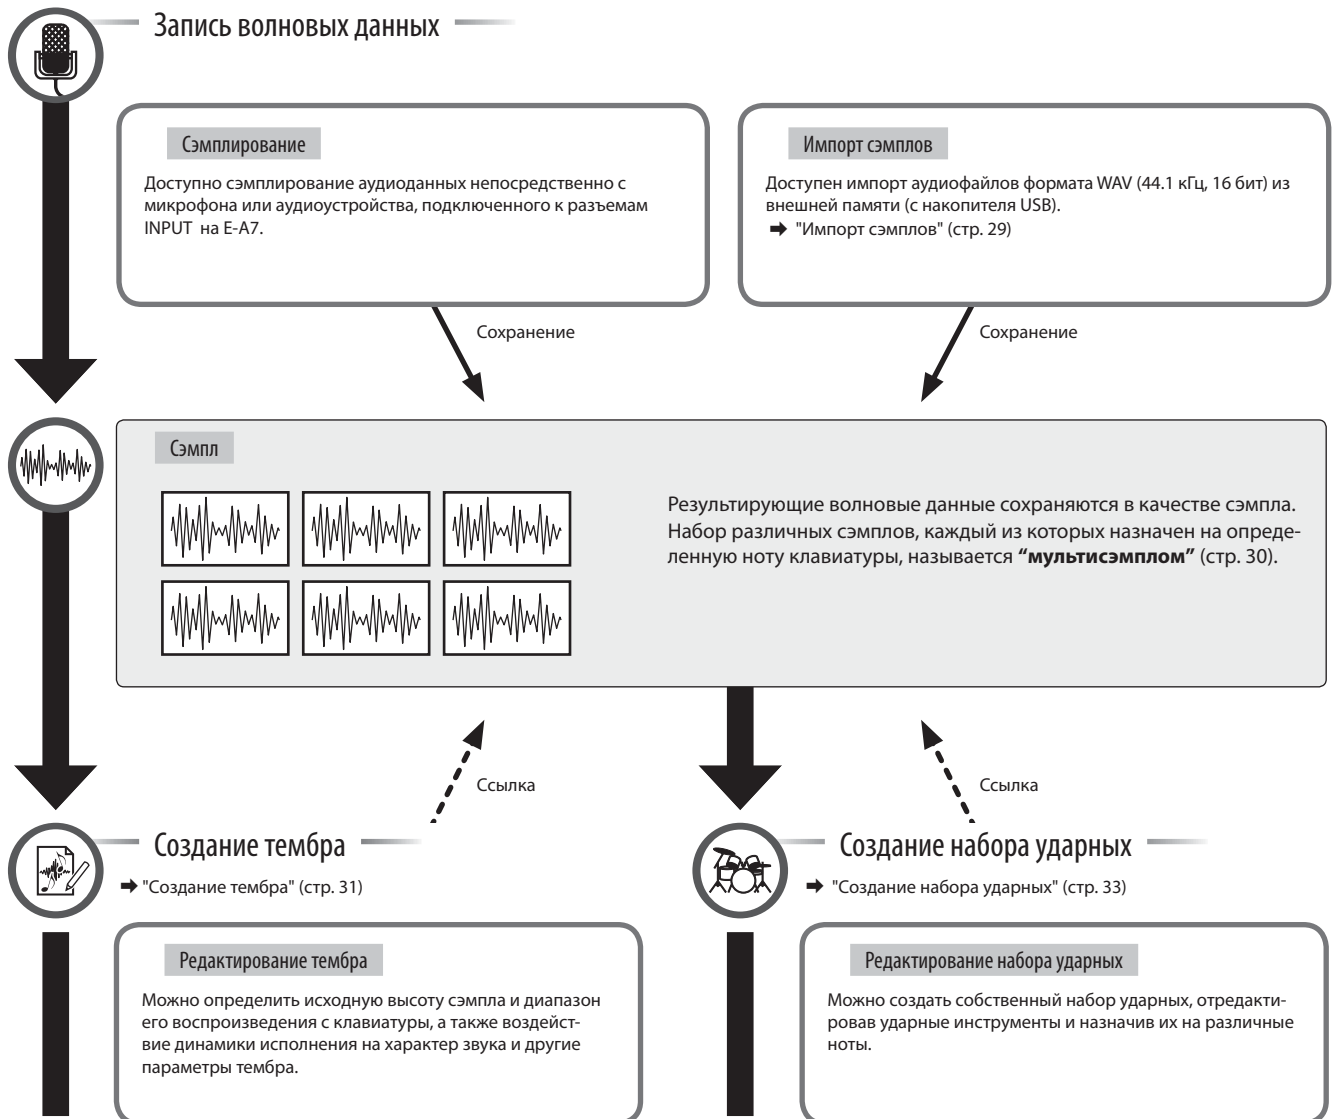 Запись волновых данных
Сэмплирование
Доступно сэмплирование аудиоданных непосредственно с
микрофона или аудиоустройства, подключенного к разъемам
INPUT на E-A7.
Импорт сэмплов
Доступен импорт аудиофайлов формата WAV (44.1 кГц, 16 бит) из
внешней памяти (с накопителя USB).
➡ "Импорт сэмплов" (стр. 29)
Сохранение
Сохранение
Сэмпл
Результирующие волновые данные сохраняются в качестве сэмпла.
Набор различных сэмплов, каждый из которых назначен на опреде-
ленную ноту клавиатуры, называется “мультисэмплом” (стр. 30).
Ссылка
Ссылка
Создание тембра
➡ "Создание тембра" (стр. 31)
Редактирование тембра
Можно определить исходную высоту сэмпла и диапазон
его воспроизведения с клавиатуры, а также воздейст-
вие динамики исполнения на характер звука и другие
параметры тембра.
Создание набора ударных
➡ "Создание набора ударных" (стр. 33)
Редактирование набора ударных
Можно создать собственный набор ударных, отредакти-
ровав ударные инструменты и назначив их на различные
ноты.